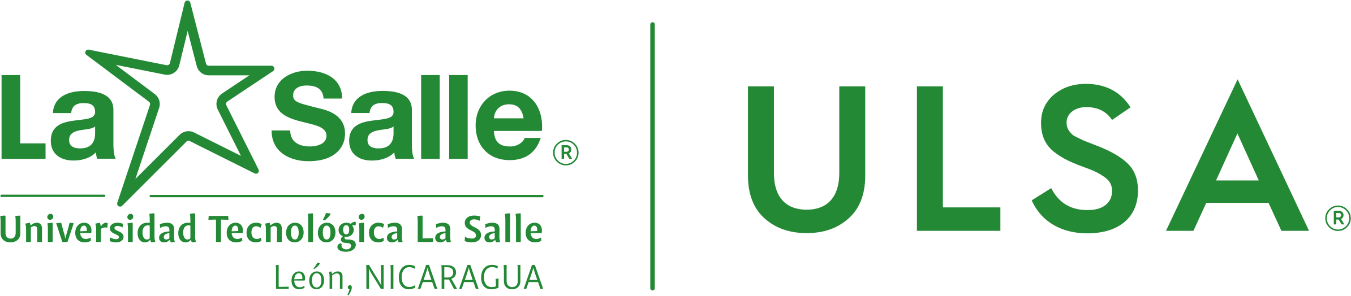 La Salle ®
Universidad Tecnológica La Salle
León, NICARAGUA
ULSA ®